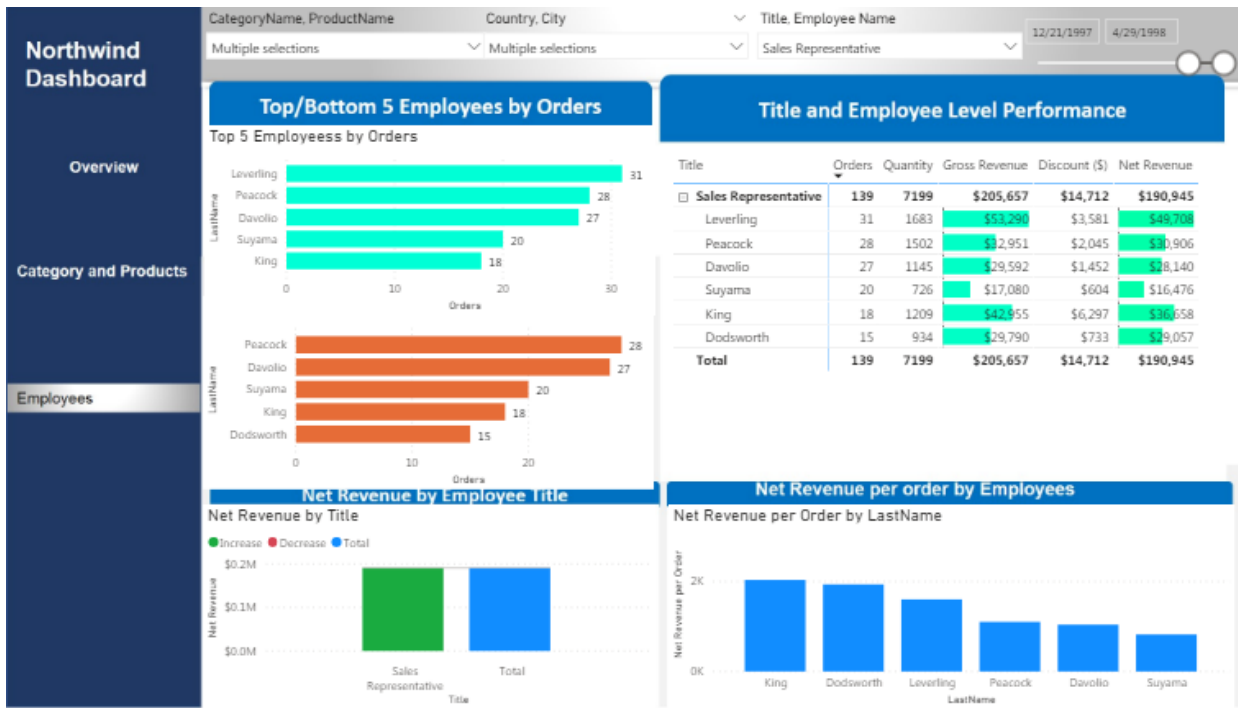 Northwind
Dashboard
Overview
Category and Products
Employees
CategoryName, ProductName
Multiple selections
Country, City
Multiple selections
Title, Employee Name
Sales Representative
12/21/1997 4/29/1998
Top/Bottom 5 Employees by Orders
Top 5 Employeess by Orders
LastName
Leverling 31
Peacock 28
Davolio 27
Suyama 20
King 18
0 10 20 30
Orders
LastName
Peacock 28
Davolio 27
Suyama 20
King 18
Dodsworth 15
0 10 20
Orders
Title and Employee Level Performance
Title Orders Quantity Gross Revenue Discount ($) Net Revenue
Sales Representative 139 7199 $205,657 $14,712 $190,945
Leverling 31 1683 $53,290 $3,581 $49,708
Peacock 28 1502 $32,951 $2,045 $30,906
Davolio 27 1145 $29,592 $1,452 $28,140
Suyama 20 726 $17,080 $604 $16,476
King 18 1209 $42,955 $6,297 $36,658
Dodsworth 15 934 $29,790 $733 $29,057
Total 139 7199 $205,657 $14,712 $190,945
Net Revenue by Employee Title
Net Revenue by Title
Increase Decrease Total
Net Revenue
$0.2M
$0.1M
$0.0M
Sales
Representative
Total
Title
Net Revenue per order by Employees
Net Revenue per Order by LastName
Net Revenue per Order
2K
0K
King Dodsworth Leverling Peacock Davolio Suyama
LastName